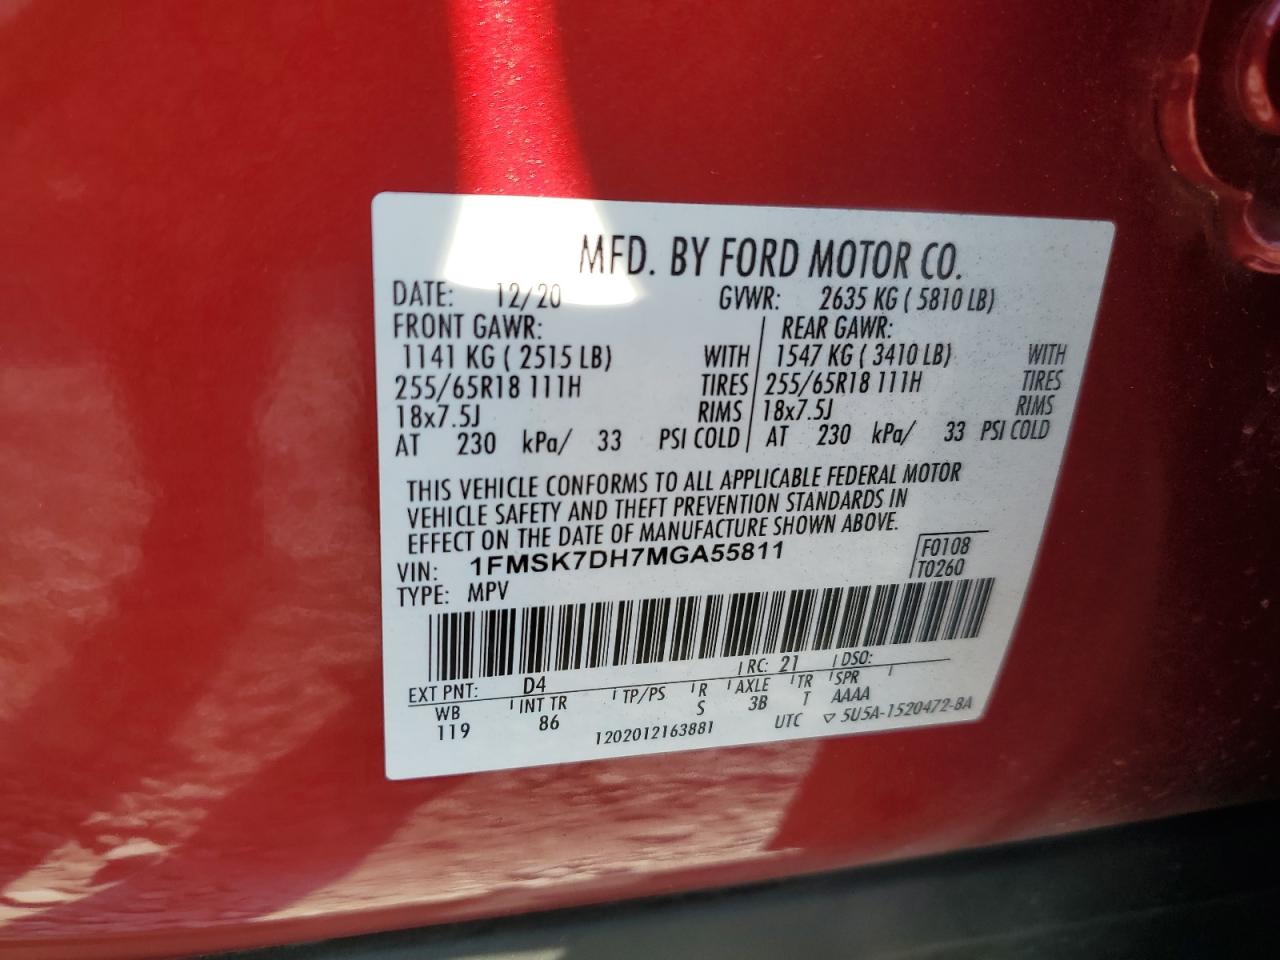 MFD. BY FORD MOTOR CO.
DATE: 12/20 GVWR: 2635 KG ( 5810 LB)
FRONT GAWR: REAR GAWR:
1141 KG ( 2515 LB) WITH 1547 KG ( 3410 LB) WITH
255/65R18 111H TIRES 255/65R18 111H TIRES
18x7.5J RIMS 18x7.5J RIMS
AT 230 kPa/ 33 PSI COLD AT 230 kPa/ 33 PSI COLD
THIS VEHICLE CONFORMS TO ALL APPLICABLE FEDERAL MOTOR
VEHICLE SAFETY AND THEFT PREVENTION STANDARDS IN
EFFECT ON THE DATE OF MANUFACTURE SHOWN ABOVE.
VIN: 1FMSK7DH7MGA55811 F0108
TYPE: MPV T0260
EXT PNT: D4 RC: 21 DSO:
WB INT TR TP/PS R AXLE TR SPR
119 86 S 3B T AAAA
1202012163881 UTC ▽ 5U5A-1520472-BA